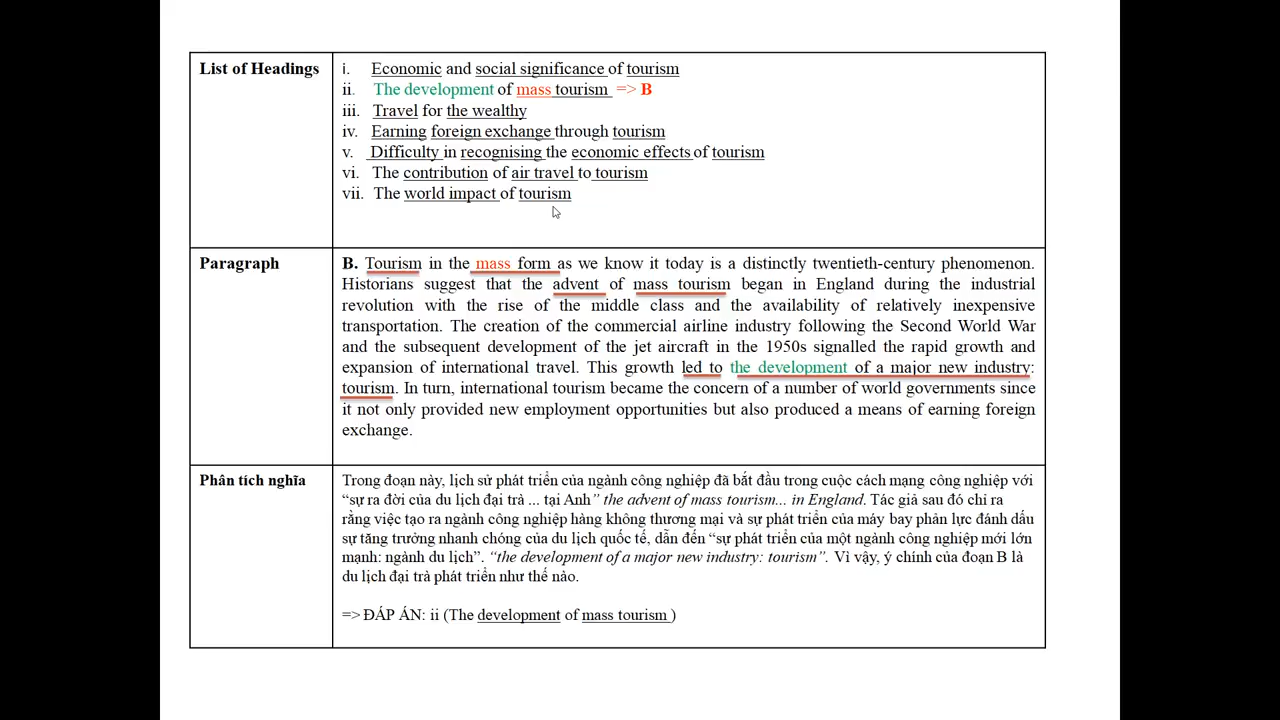 List of Headings
i. Economic and social significance of tourism
ii. The development of mass tourism => B
iii. Travel for the wealthy
iv. Earning foreign exchange through tourism
v. Difficulty in recognising the economic effects of tourism
vi. The contribution of air travel to tourism
vii. The world impact of tourism
Paragraph
B. Tourism in the mass form as we know it today is a distinctly twentieth-century phenomenon.
Historians suggest that the advent of mass tourism began in England during the industrial
revolution with the rise of the middle class and the availability of relatively inexpensive
transportation. The creation of the commercial airline industry following the Second World War
and the subsequent development of the jet aircraft in the 1950s signalled the rapid growth and
expansion of international travel. This growth led to the development of a major new industry:
tourism. In turn, international tourism became the concern of a number of world governments since
it not only provided new employment opportunities but also produced a means of earning foreign
exchange.
Phân tích nghĩa
Trong đoạn này, lịch sử phát triển của ngành công nghiệp đã bắt đầu trong cuộc cách mạng công nghiệp với
“sự ra đời của du lịch đại trà ... tại Anh” the advent of mass tourism... in England. Tác giả sau đó chỉ ra
rằng việc tạo ra ngành công nghiệp hàng không thương mại và sự phát triển của máy bay phản lực đánh dấu
sự tăng trưởng nhanh chóng của du lịch quốc tế, dẫn đến “sự phát triển của một ngành công nghiệp mới lớn
mạnh: ngành du lịch”. “the development of a major new industry: tourism”. Vì vậy, ý chính của đoạn B là
du lịch đại trà phát triển như thế nào.
=> ĐÁP ÁN: ii (The development of mass tourism )